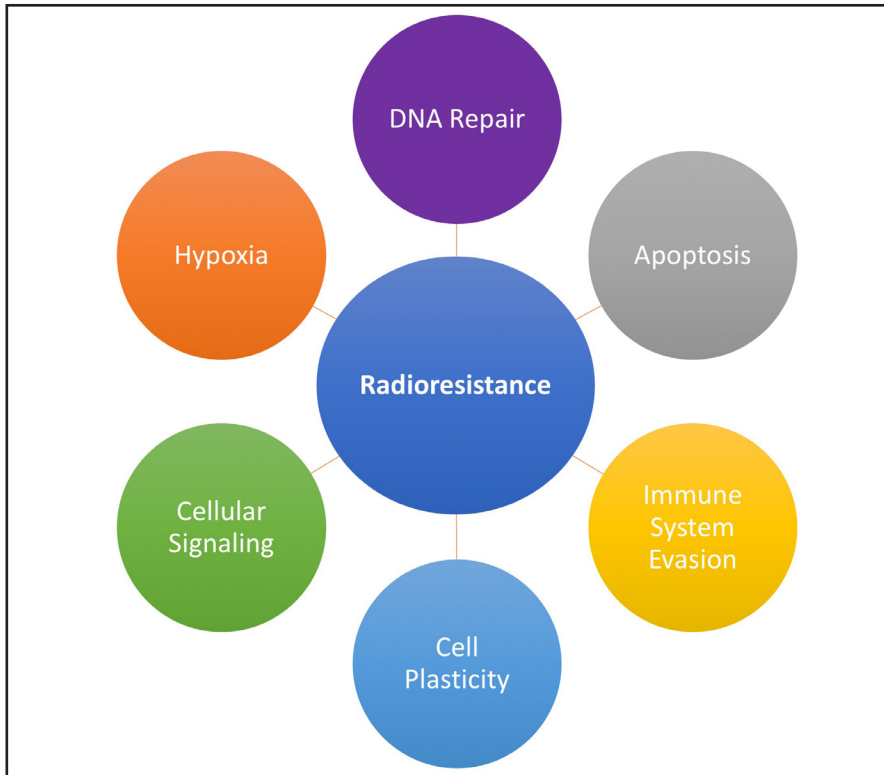 DNA Repair
Hypoxia
Apoptosis
Radioresistance
Cellular
Signaling
Immune
System
Evasion
Cell
Plasticity